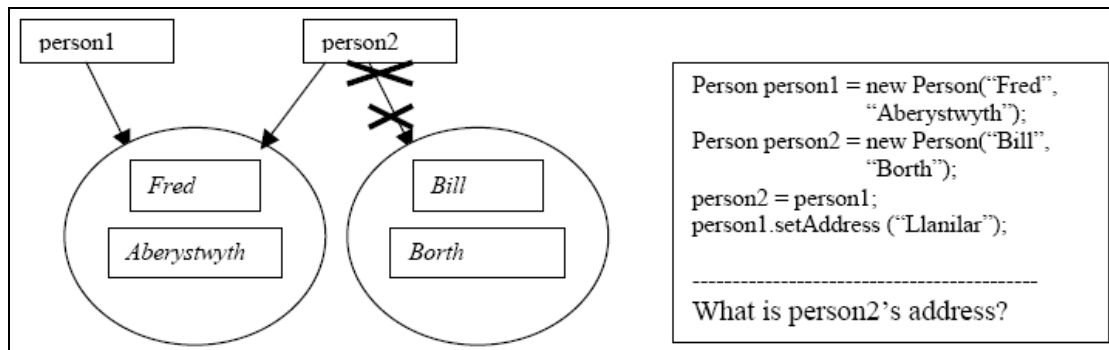 person1
person2
Fred
Aberystwyth
Bill
Borth
Person person1 = new Person(“Fred”,
“Aberystwyth”);
Person person2 = new Person(“Bill”,
“Borth”);
person2 = person1;
person1.setAddress (“Llanilar”);
-------------------------------------------
What is person2’s address?